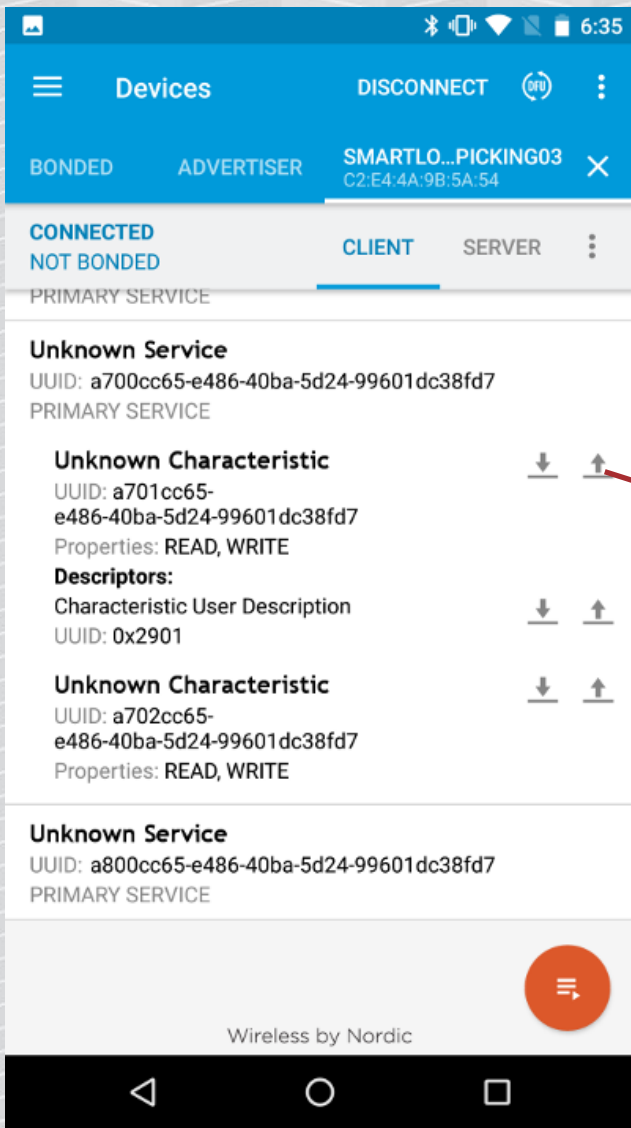 6:35
Devices
DISCONNECT
DFU
BONDED
ADVERTISER
SMARTLO...PICKING03
C2:E4:4A:9B:5A:54
CONNECTED
NOT BONDED
CLIENT
SERVER
PRIMARY SERVICE
Unknown Service
UUID: a700cc65-e486-40ba-5d24-99601dc38fd7
PRIMARY SERVICE
Unknown Characteristic
UUID: a701cc65-
e486-40ba-5d24-99601dc38fd7
Properties: READ, WRITE
Descriptors:
Characteristic User Description
UUID: 0x2901
Unknown Characteristic
UUID: a702cc65-
e486-40ba-5d24-99601dc38fd7
Properties: READ, WRITE
Unknown Service
UUID: a800cc65-e486-40ba-5d24-99601dc38fd7
PRIMARY SERVICE
Wireless by Nordic